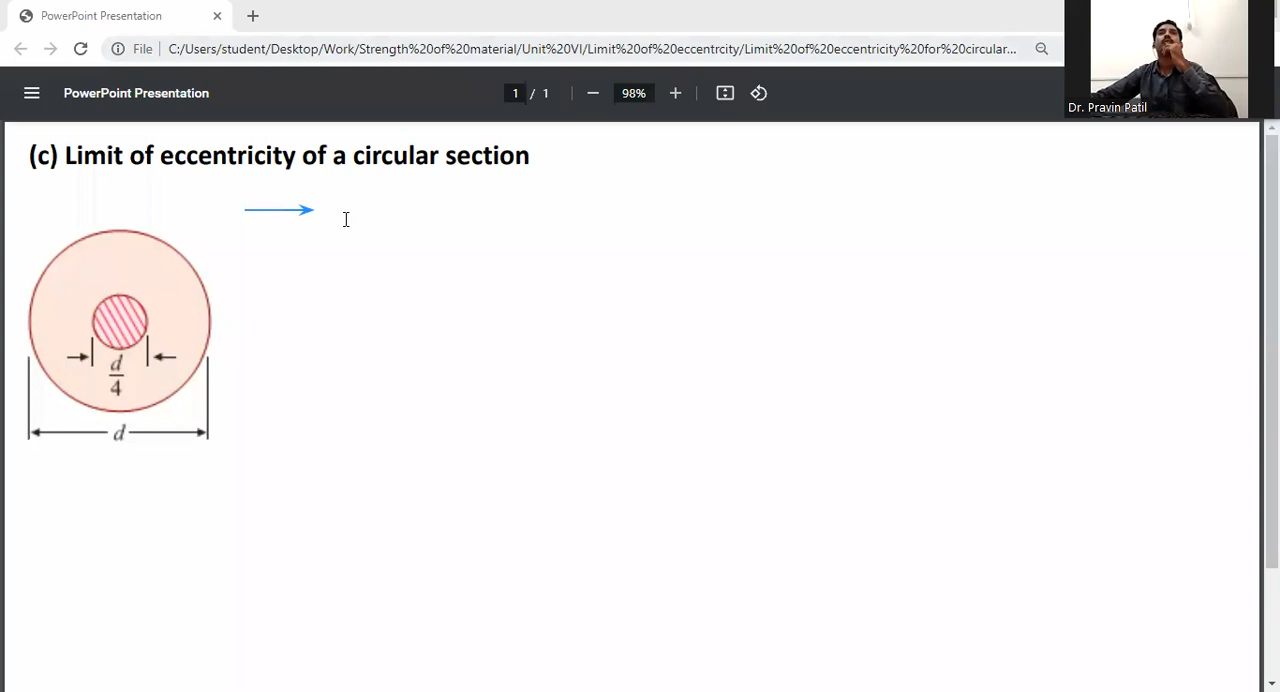 PowerPoint Presentation
File
C:/Users/student/Desktop/Work/Strength%20of%20material/Unit%20VI/Limit%20of%20eccentrcity/Limit%20of%20eccentricity%20for%20circular...
PowerPoint Presentation
1 / 1
98%
Dr. Pravin Patil
(c) Limit of eccentricity of a circular section
d
4
d